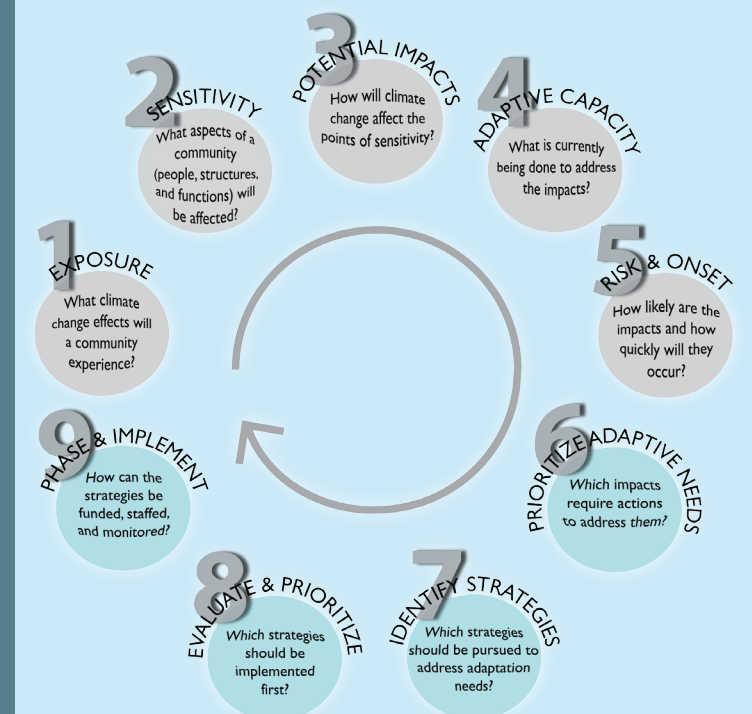 1
EXPOSURE
What climate
change effects will
a community
experience?
2
SENSITIVITY
What aspects of a
community
(people, structures,
and functions) will
be affected?
3
POTENTIAL IMPACTS
How will climate
change affect the
points of sensitivity?
4
ADAPTIVE CAPACITY
What is currently
being done to address
the impacts?
5
RISK & ONSET
How likely are the
impacts and how
quickly will they
occur?
6
PRIORITIZE ADAPTIVE NEEDS
Which impacts
require actions
to address them?
7
IDENTIFY STRATEGIES
Which strategies
should be pursued to
address adaptation
needs?
8
EVALUATE & PRIORITIZE
Which strategies
should be
implemented
first?
9
PHASE & IMPLEMENT
How can the
strategies be
funded, staffed,
and monitored?